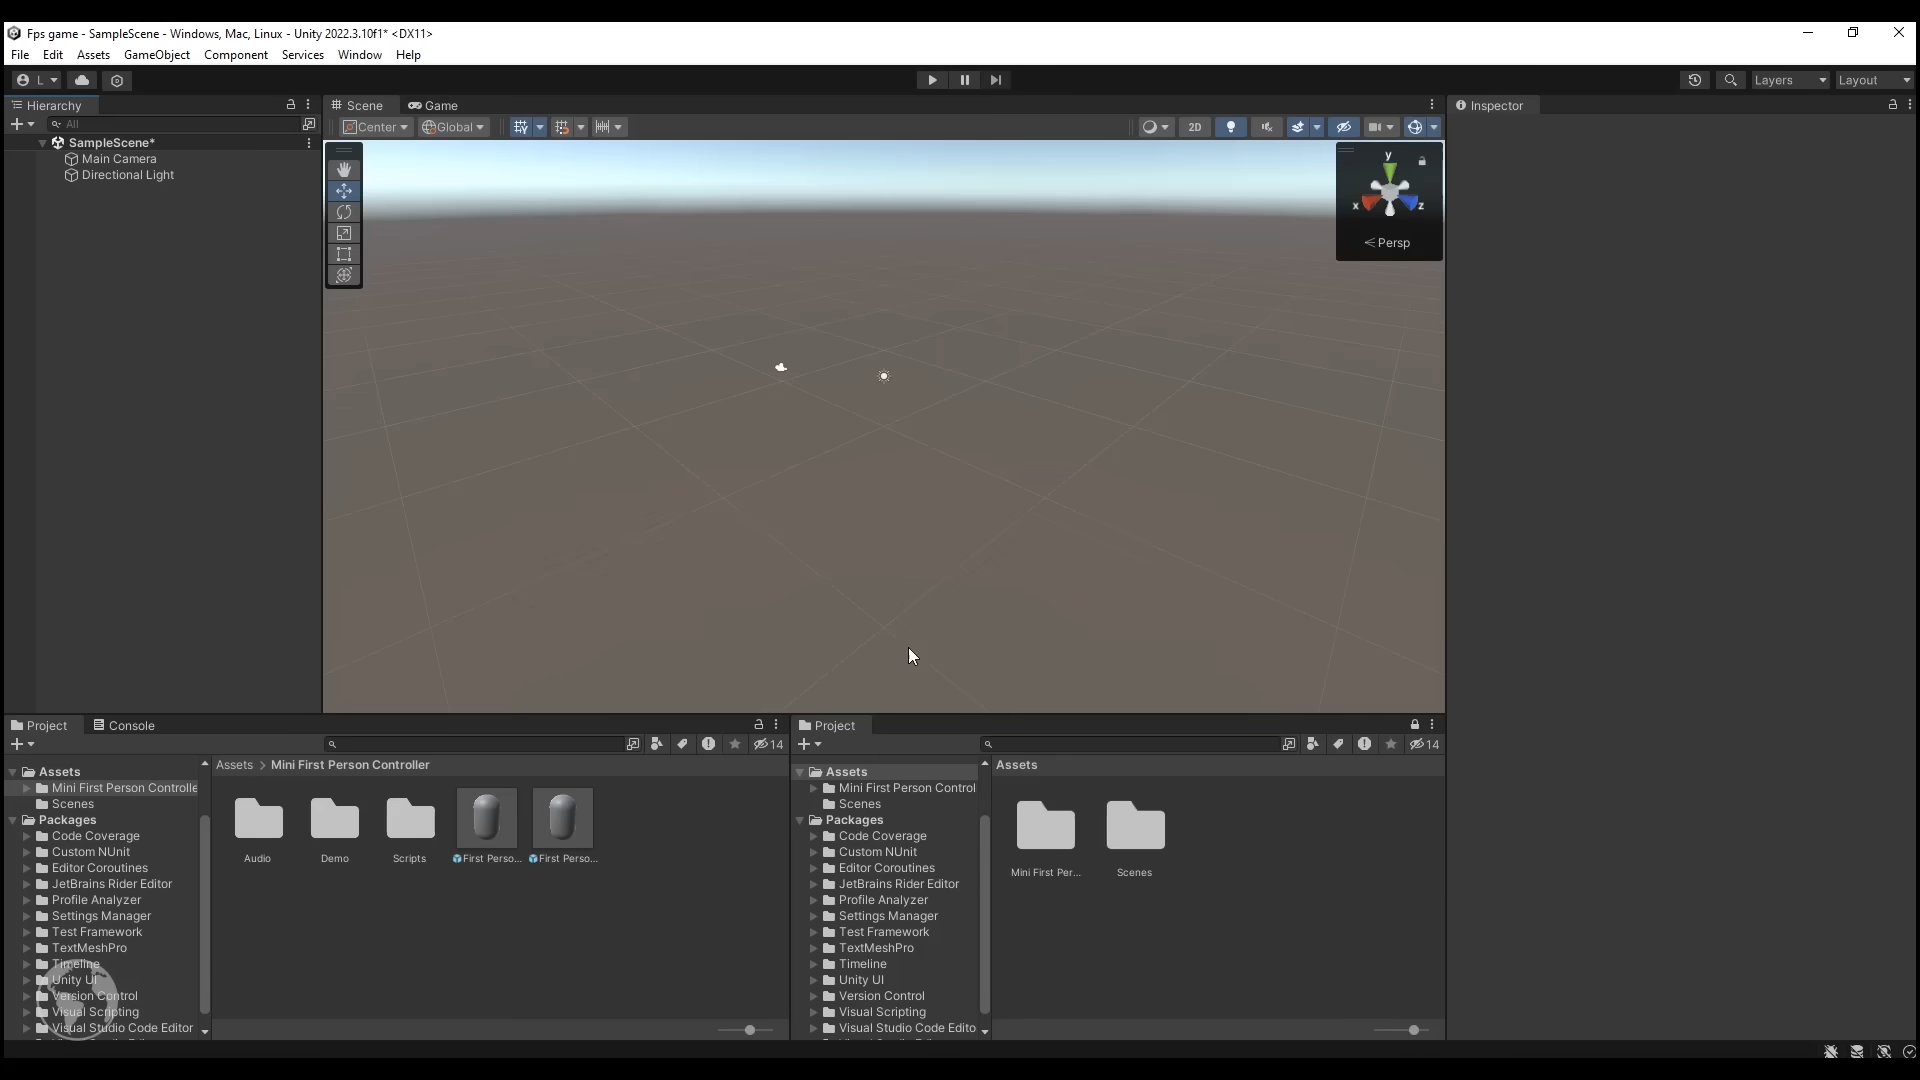 Fps game - SampleScene - Windows, Mac, Linux - Unity 2022.3.10f1* <DX11>
File Edit Assets GameObject Component Services Window Help
L Layers Layout
Hierarchy
All
SampleScene*
Main Camera
Directional Light
Scene Game
Center Global 2D
y
x z
Persp
Inspector
Project Console
14
Assets
Mini First Person Controlle
Scenes
Packages
Code Coverage
Custom NUnit
Editor Coroutines
JetBrains Rider Editor
Profile Analyzer
Settings Manager
Test Framework
TextMeshPro
Timeline
Unity UI
Version Control
Visual Scripting
Visual Studio Code Editor
Assets > Mini First Person Controller
Audio Demo Scripts First Perso... First Perso...
Project
14
Assets
Mini First Person Control
Scenes
Packages
Code Coverage
Custom NUnit
Editor Coroutines
JetBrains Rider Editor
Profile Analyzer
Settings Manager
Test Framework
TextMeshPro
Timeline
Unity UI
Version Control
Visual Scripting
Visual Studio Code Edito
Assets
Mini First Per... Scenes